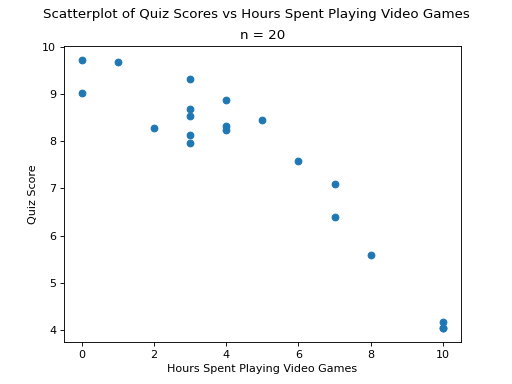 Scatterplot of Quiz Scores vs Hours Spent Playing Video Games
n = 20
10
9
8
7
6
5
4
Quiz Score
0 2 4 6 8 10
Hours Spent Playing Video Games